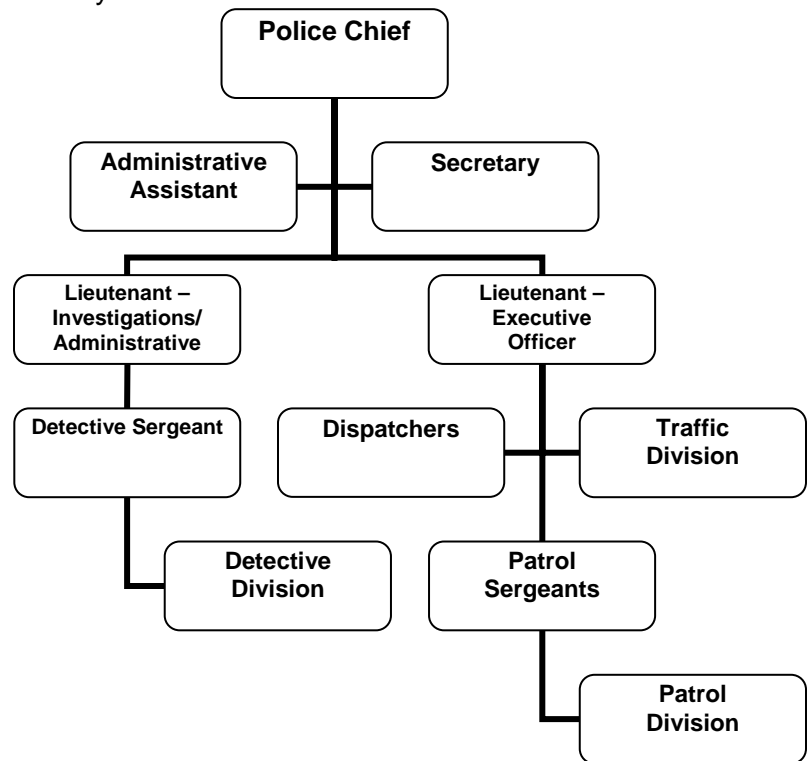 Police Chief
Administrative
Assistant
Secretary
Lieutenant –
Investigations/
Administrative
Lieutenant –
Executive
Officer
Detective Sergeant
Dispatchers
Traffic
Division
Detective
Division
Patrol
Sergeants
Patrol
Division